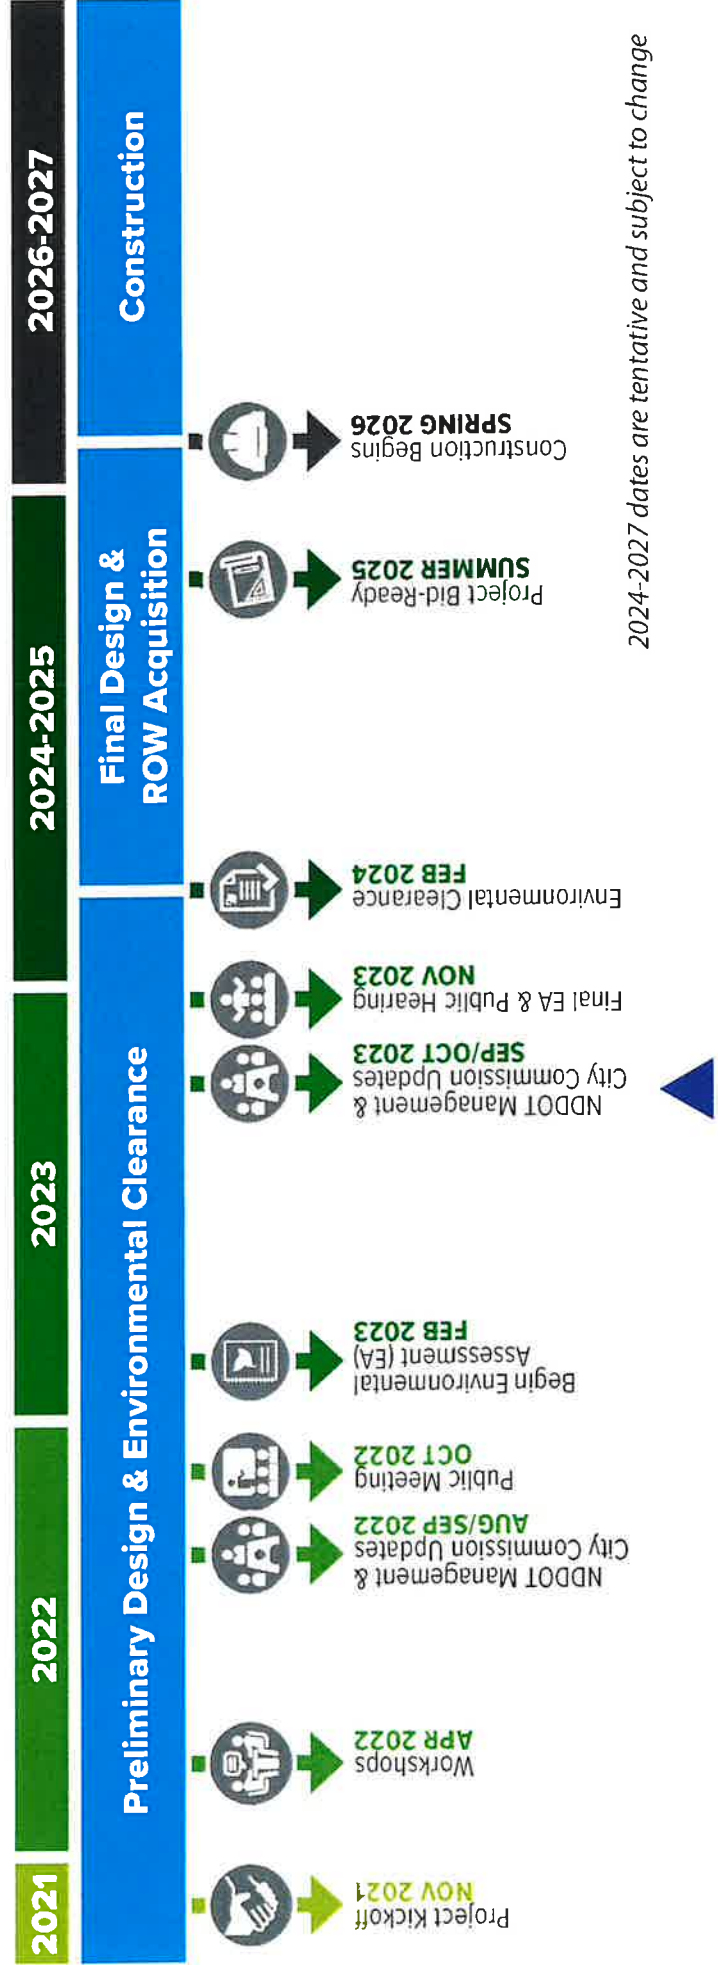 2021
2022
2023
2024-2025
2026-2027
Preliminary Design & Environmental Clearance
Final Design &
ROW Acquisition
Construction
Project Kickoff
NOV 2021
Workshops
APR 2022
NDDOT Management &
City Commission Updates
AUG/SEP 2022
Public Meeting
OCT 2022
Begin Environmental
Assessment (EA)
FEB 2023
NDDOT Management &
City Commission Updates
SEP/OCT 2023
Final EA & Public Hearing
NOV 2023
Environmental Clearance
FEB 2024
Project Bid-Ready
SUMMER 2025
Construction Begins
SPRING 2026
2024-2027 dates are tentative and subject to change